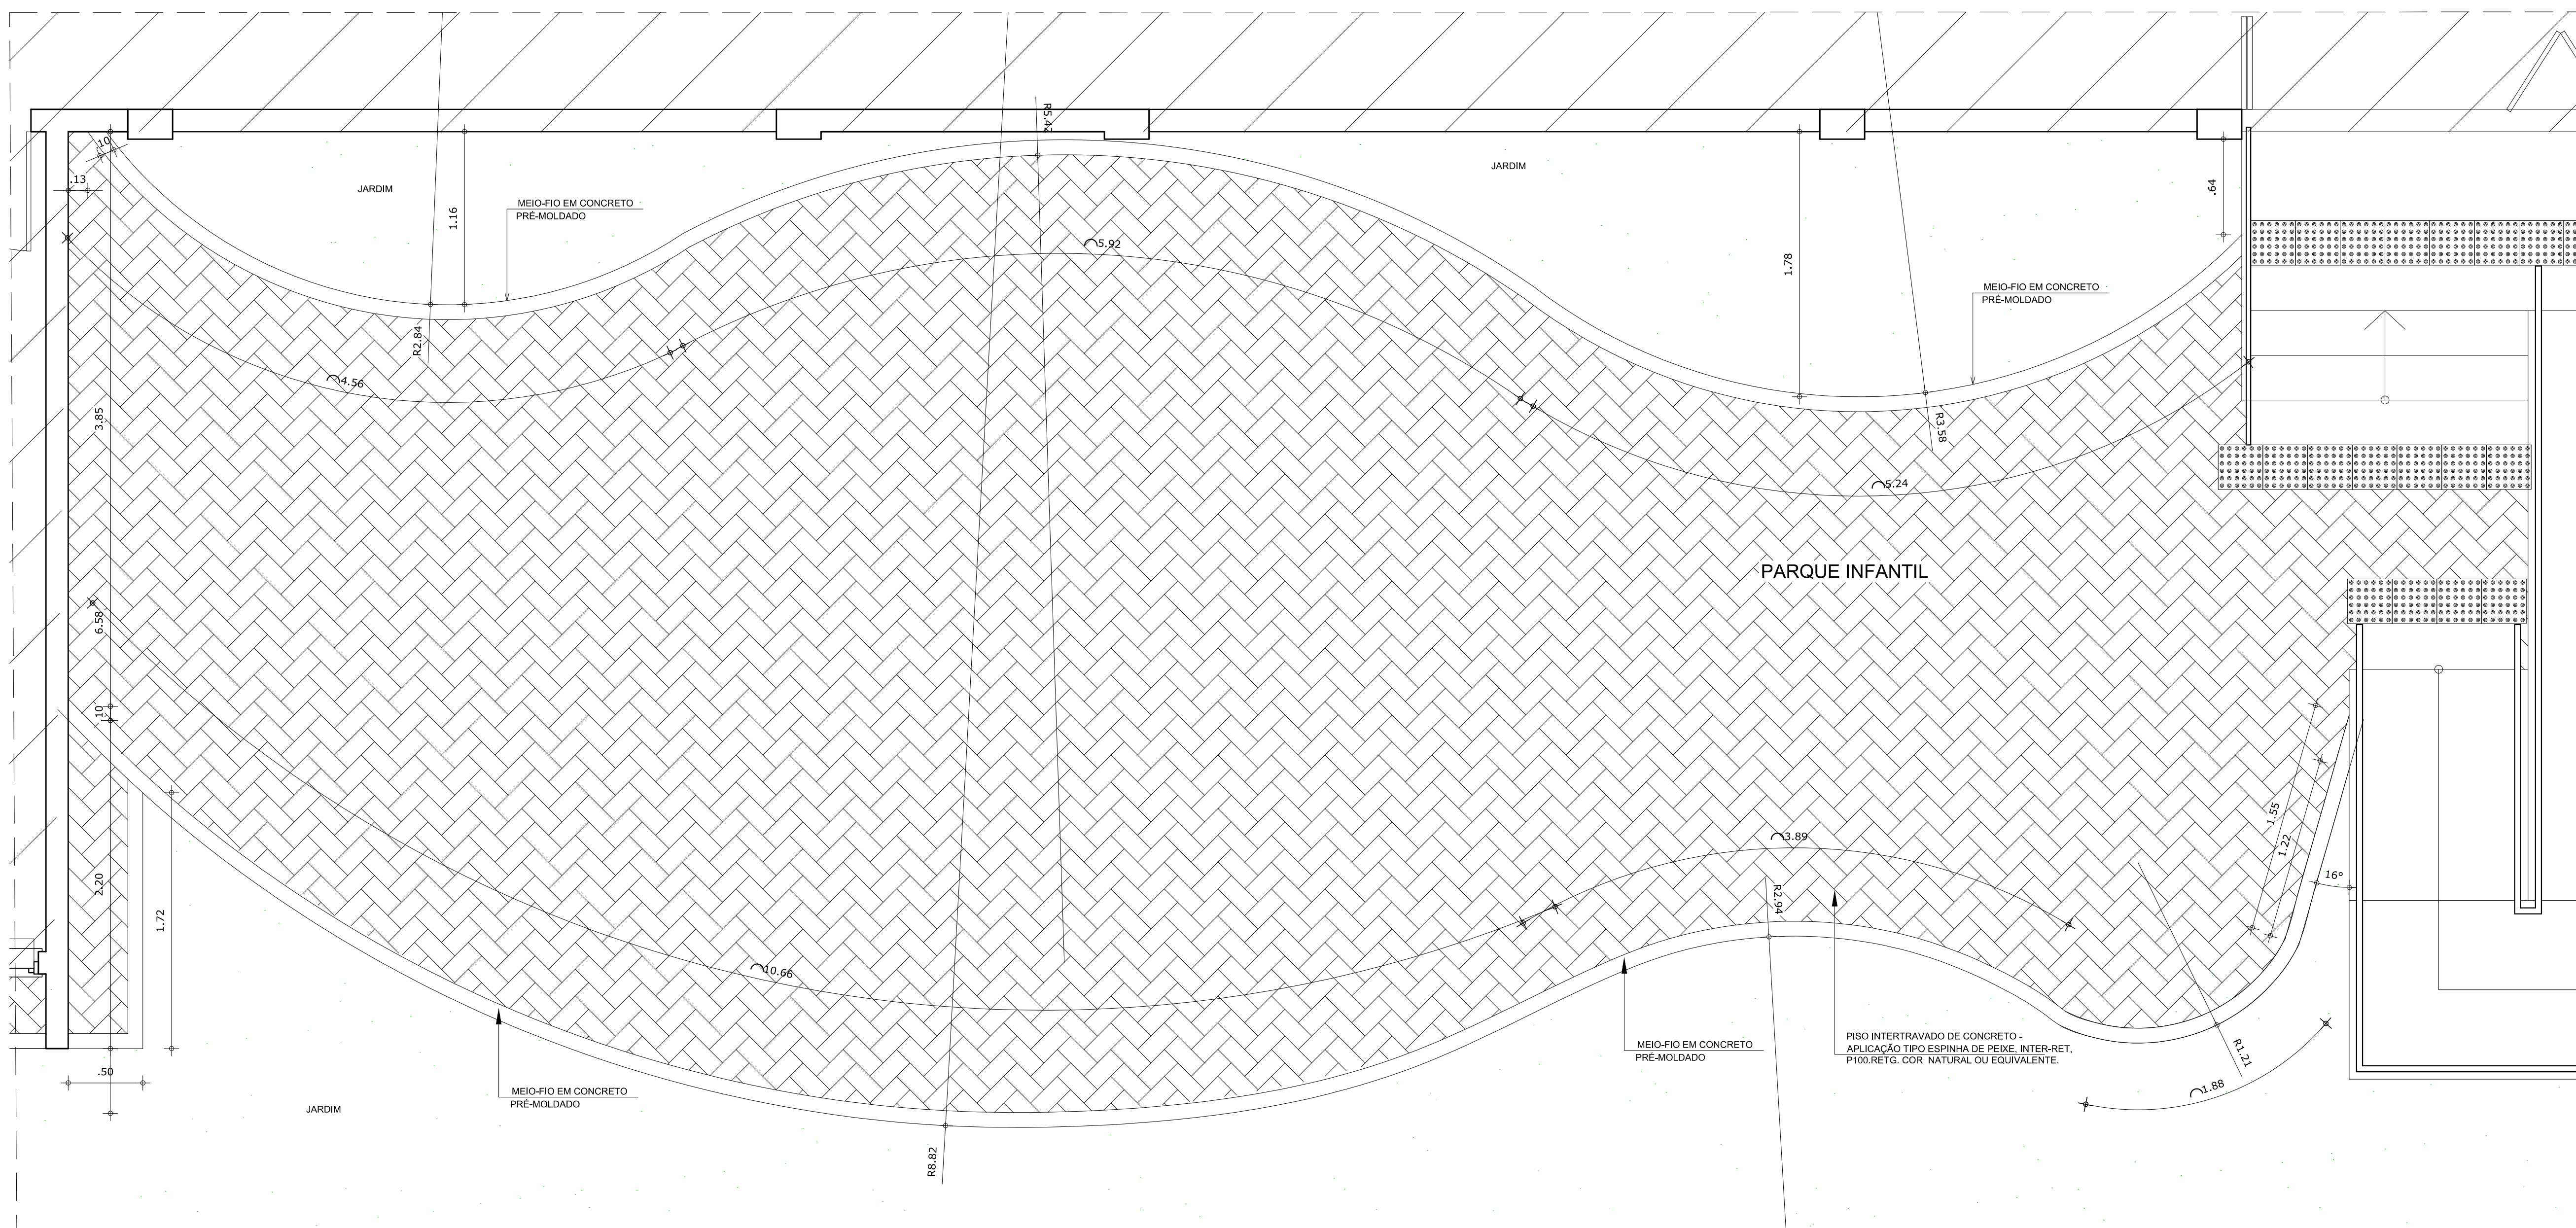 R5.42
.10
JARDIM
.13
MEIO-FIO EM CONCRETO
PRÉ-MOLDADO
1.16
5.92
JARDIM
1.78
.64
MEIO-FIO EM CONCRETO
PRÉ-MOLDADO
R2.84
4.56
3.85
R3.58
5.24
PARQUE INFANTIL
6.58
.10
2.20
1.72
.50
10.66
3.89
R2.94
1.55
1.22
16°
MEIO-FIO EM CONCRETO
PRÉ-MOLDADO
PISO INTERTRAVADO DE CONCRETO -
APLICAÇÃO TIPO ESPINHA DE PEIXE, INTER-RET,
P100.RETG. COR NATURAL OU EQUIVALENTE.
R1.21
1.88
MEIO-FIO EM CONCRETO
PRÉ-MOLDADO
JARDIM
R8.82